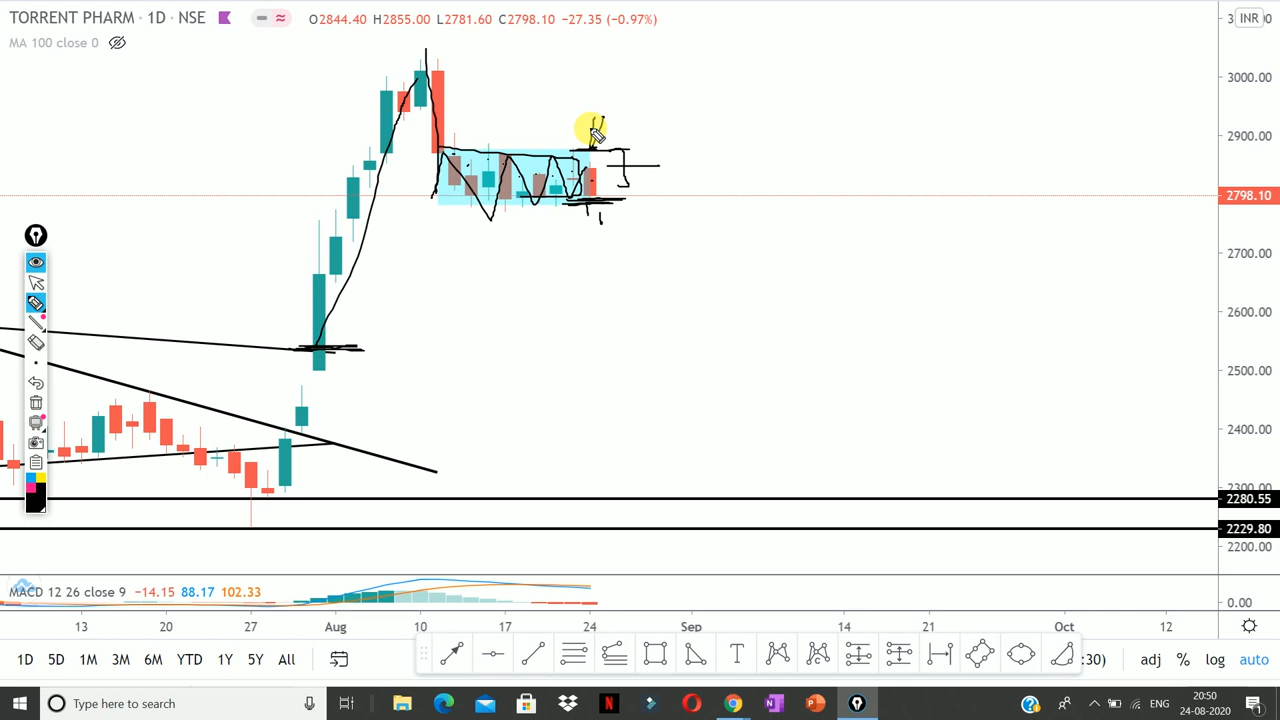 TORRENT PHARM · 1D · NSE
O2844.40 H2855.00 L2781.60 C2798.10 −27.35 (−0.97%)
INR
MA 100 close 0
3000.00
2900.00
2798.10
2700.00
2600.00
2500.00
2400.00
2300.00
2280.55
2229.80
2200.00
MACD 12 26 close 9 −14.15 88.17 102.33
0.00
13 20 27 Aug 10 17 24 Sep 14 21 Oct 12
1D 5D 1M 3M 6M YTD 1Y 5Y All
T
:30) adj % log auto
Type here to search
ENG
20:50
24-08-2020